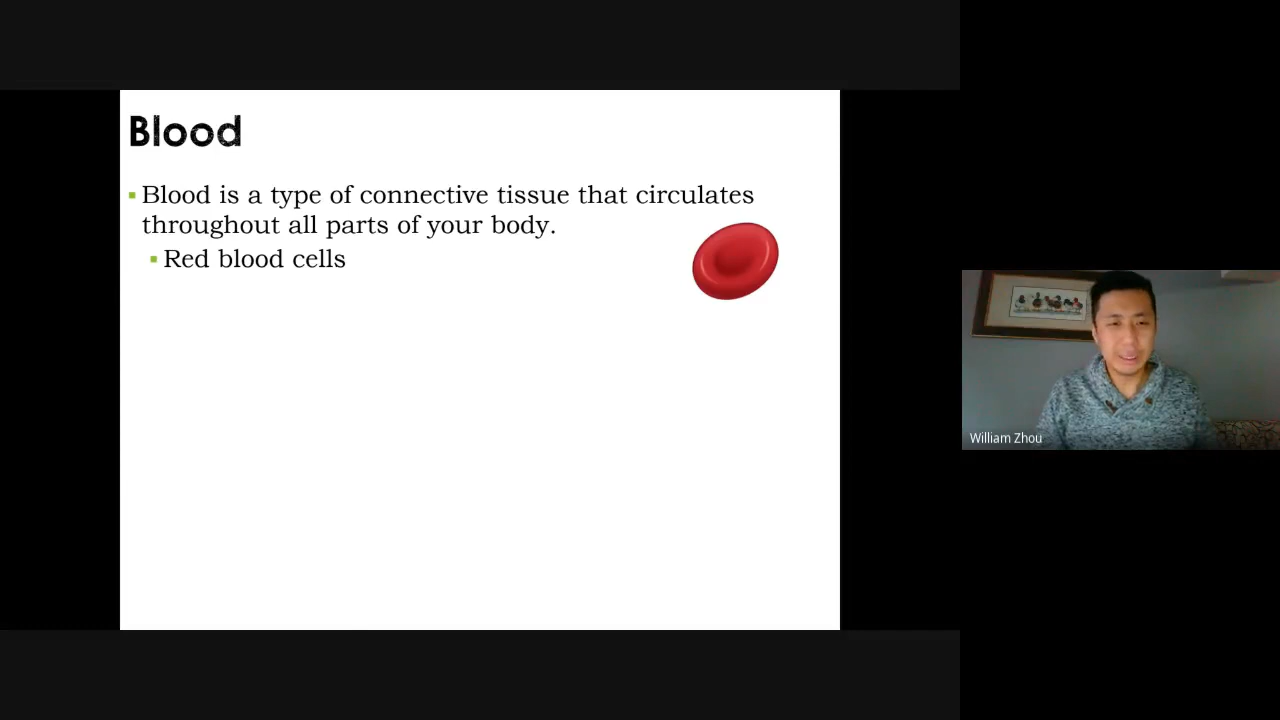 Blood
Blood is a type of connective tissue that circulates
throughout all parts of your body.
Red blood cells
William Zhou